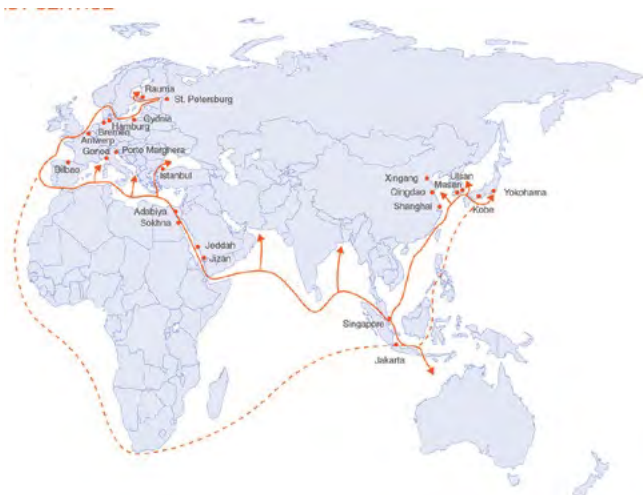 Rauma
St. Petersburg
Gydnia
Hamburg
Bremen
Antwerp
Genoa
Porto Marghera
Bilbao
Istanbul
Adabiya
Sokhna
Jeddah
Jizan
Xingang
Ulsan
Masan
Qingdao
Yokohama
Shanghai
Kobe
Singapore
Jakarta